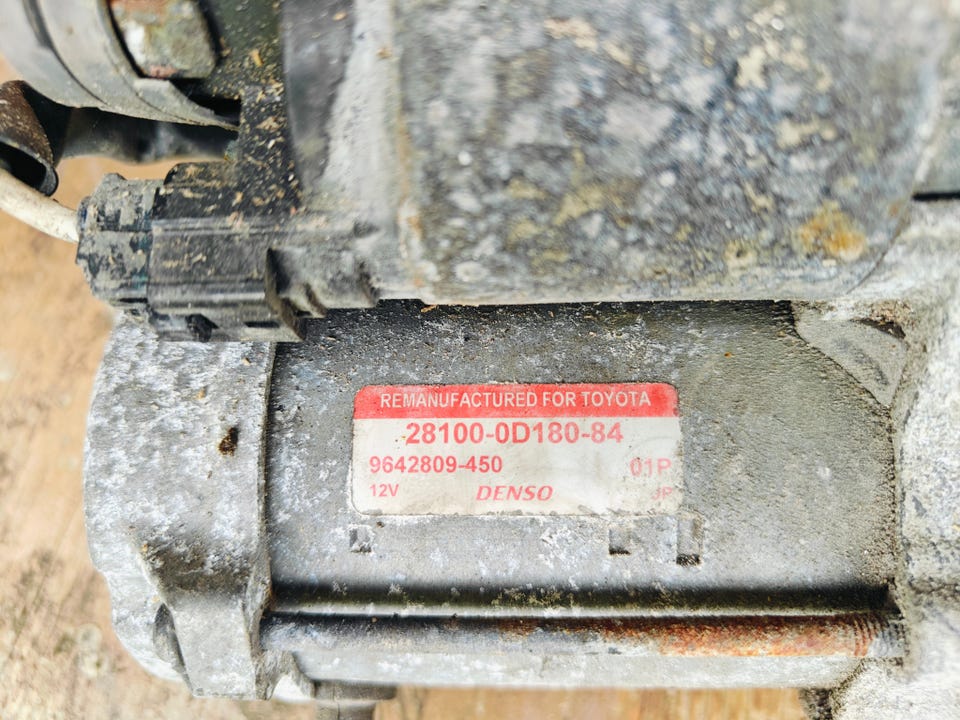 REMANUFACTURED FOR TOYOTA
28100-0D180-84
9642809-450 01P
12V DENSO JP